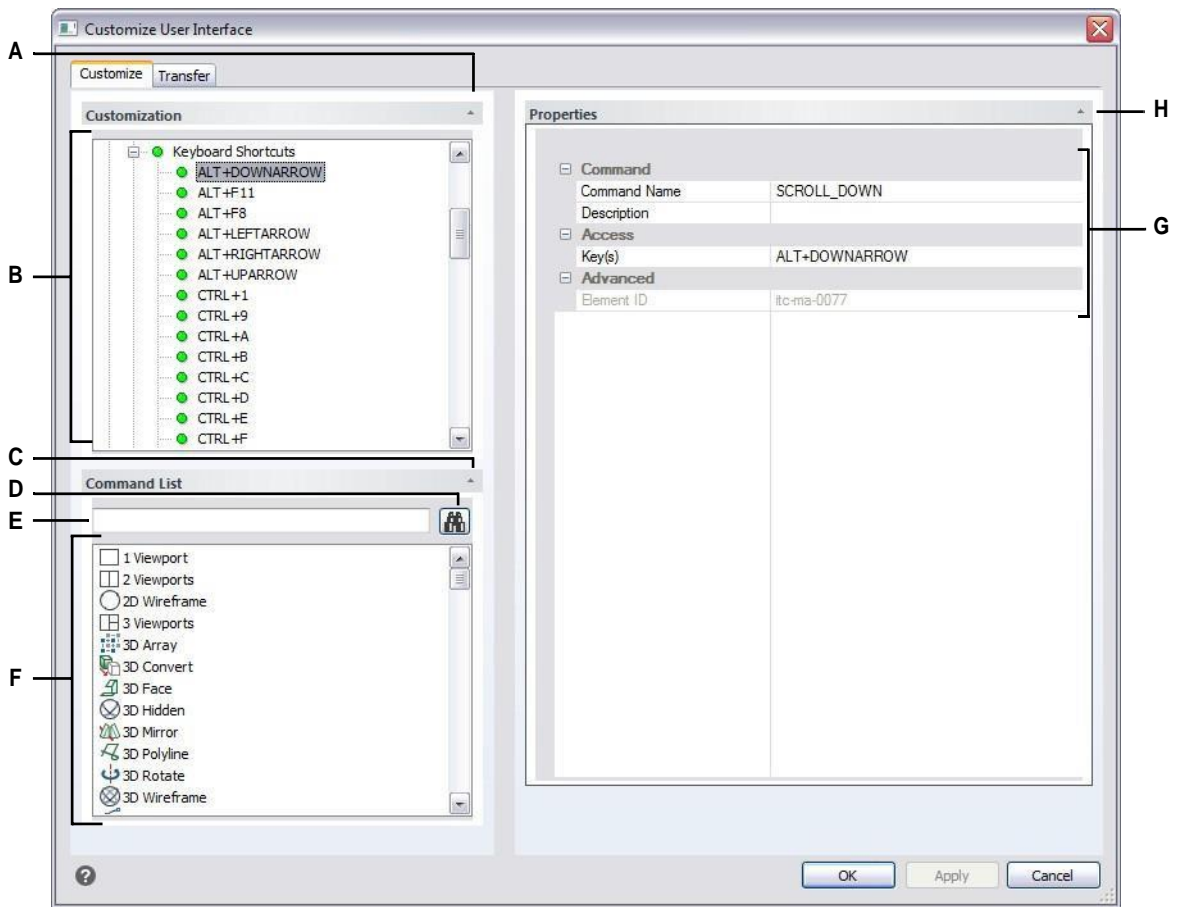 Customize User Interface
A
Customize Transfer
Customization
Properties
H
B
Keyboard Shortcuts
ALT+DOWNARROW
ALT+F11
ALT+F8
ALT+LEFTARROW
ALT+RIGHTARROW
ALT+UPARROW
CTRL+1
CTRL+9
CTRL+A
CTRL+B
CTRL+C
CTRL+D
CTRL+E
CTRL+F
Command
Command Name SCROLL_DOWN
Description
Access
Key(s) ALT+DOWNARROW
Advanced
Element ID itc-ma-0077
G
C
Command List
D
E
F
1 Viewport
2 Viewports
2D Wireframe
3 Viewports
3D Array
3D Convert
3D Face
3D Hidden
3D Mirror
3D Polyline
3D Rotate
3D Wireframe
?
OK Apply Cancel